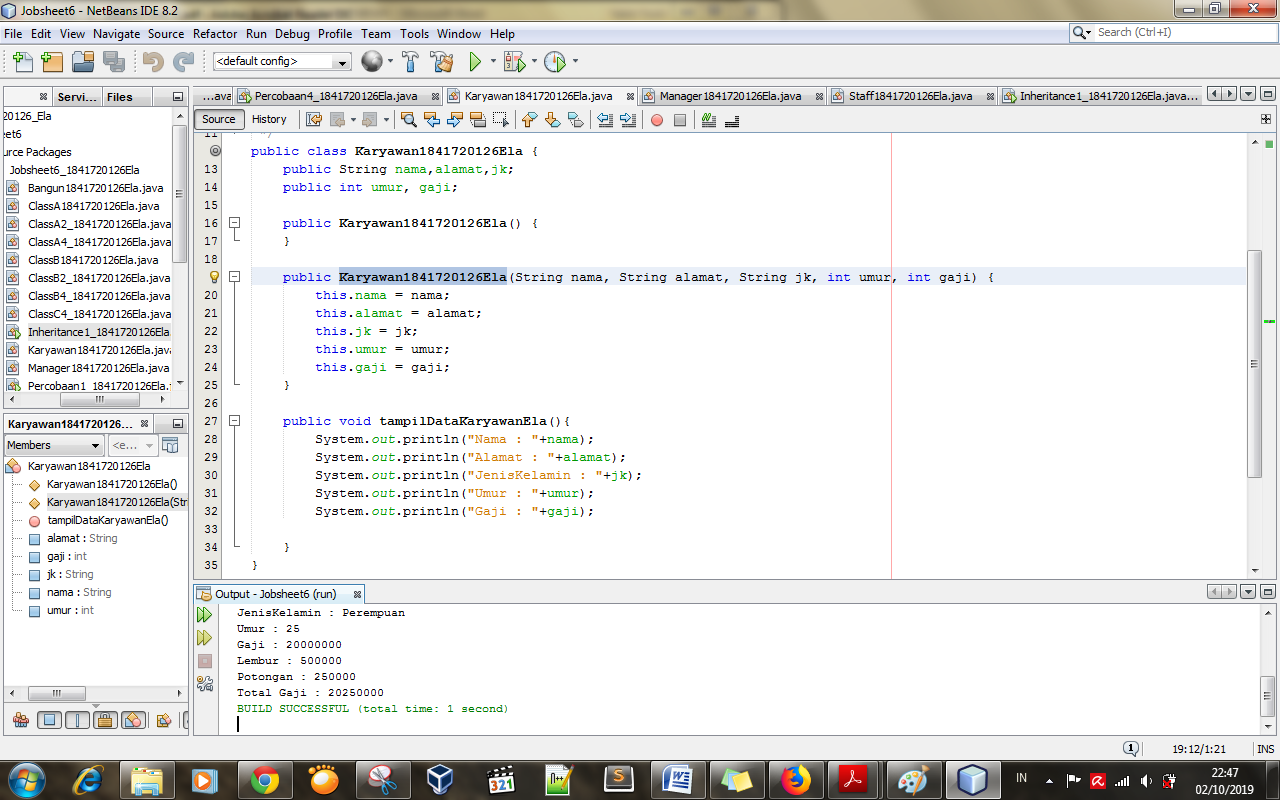 Jobsheet6 - NetBeans IDE 8.2
File Edit View Navigate Source Refactor Run Debug Profile Team Tools Window Help
Search (Ctrl+I)
<default config>
Servi... Files
...ava Percobaan4_1841720126Ela.java Karyawan1841720126Ela.java Manager1841720126Ela.java Staff1841720126Ela.java Inheritance1_1841720126Ela.java...
Source History
20126_Ela
et6
urce Packages
Jobsheet6_1841720126Ela
Bangun1841720126Ela.java
ClassA1841720126Ela
ClassA2_1841720126Ela.java
ClassA4_1841720126Ela.java
ClassB1841720126Ela.java
ClassB2_1841720126Ela.java
ClassB4_1841720126Ela.java
ClassC4_1841720126Ela.java
Inheritance1_1841720126Ela
Karyawan1841720126Ela.java
Manager1841720126Ela.java
Percobaan1_1841720126Ela.
11 */
public class Karyawan1841720126Ela {
13 public String nama,alamat,jk;
14 public int umur, gaji;
15
16 public Karyawan1841720126Ela() {
17 }
18
public Karyawan1841720126Ela(String nama, String alamat, String jk, int umur, int gaji) {
20 this.nama = nama;
21 this.alamat = alamat;
22 this.jk = jk;
23 this.umur = umur;
24 this.gaji = gaji;
25 }
26
27 public void tampilDataKaryawanEla(){
28 System.out.println("Nama : "+nama);
29 System.out.println("Alamat : "+alamat);
30 System.out.println("JenisKelamin : "+jk);
31 System.out.println("Umur : "+umur);
32 System.out.println("Gaji : "+gaji);
33
34 }
35 }
Karyawan1841720126...
Members <e...
Karyawan1841720126Ela
Karyawan1841720126Ela()
Karyawan1841720126Ela(Stri
tampilDataKaryawanEla()
alamat : String
gaji : int
jk : String
nama : String
umur : int
Output - Jobsheet6 (run)
JenisKelamin : Perempuan
Umur : 25
Gaji : 20000000
Lembur : 500000
Potongan : 250000
Total Gaji : 20250000
BUILD SUCCESSFUL (total time: 1 second)
1 19:12/1:21 INS
321
IN
22:47
02/10/2019